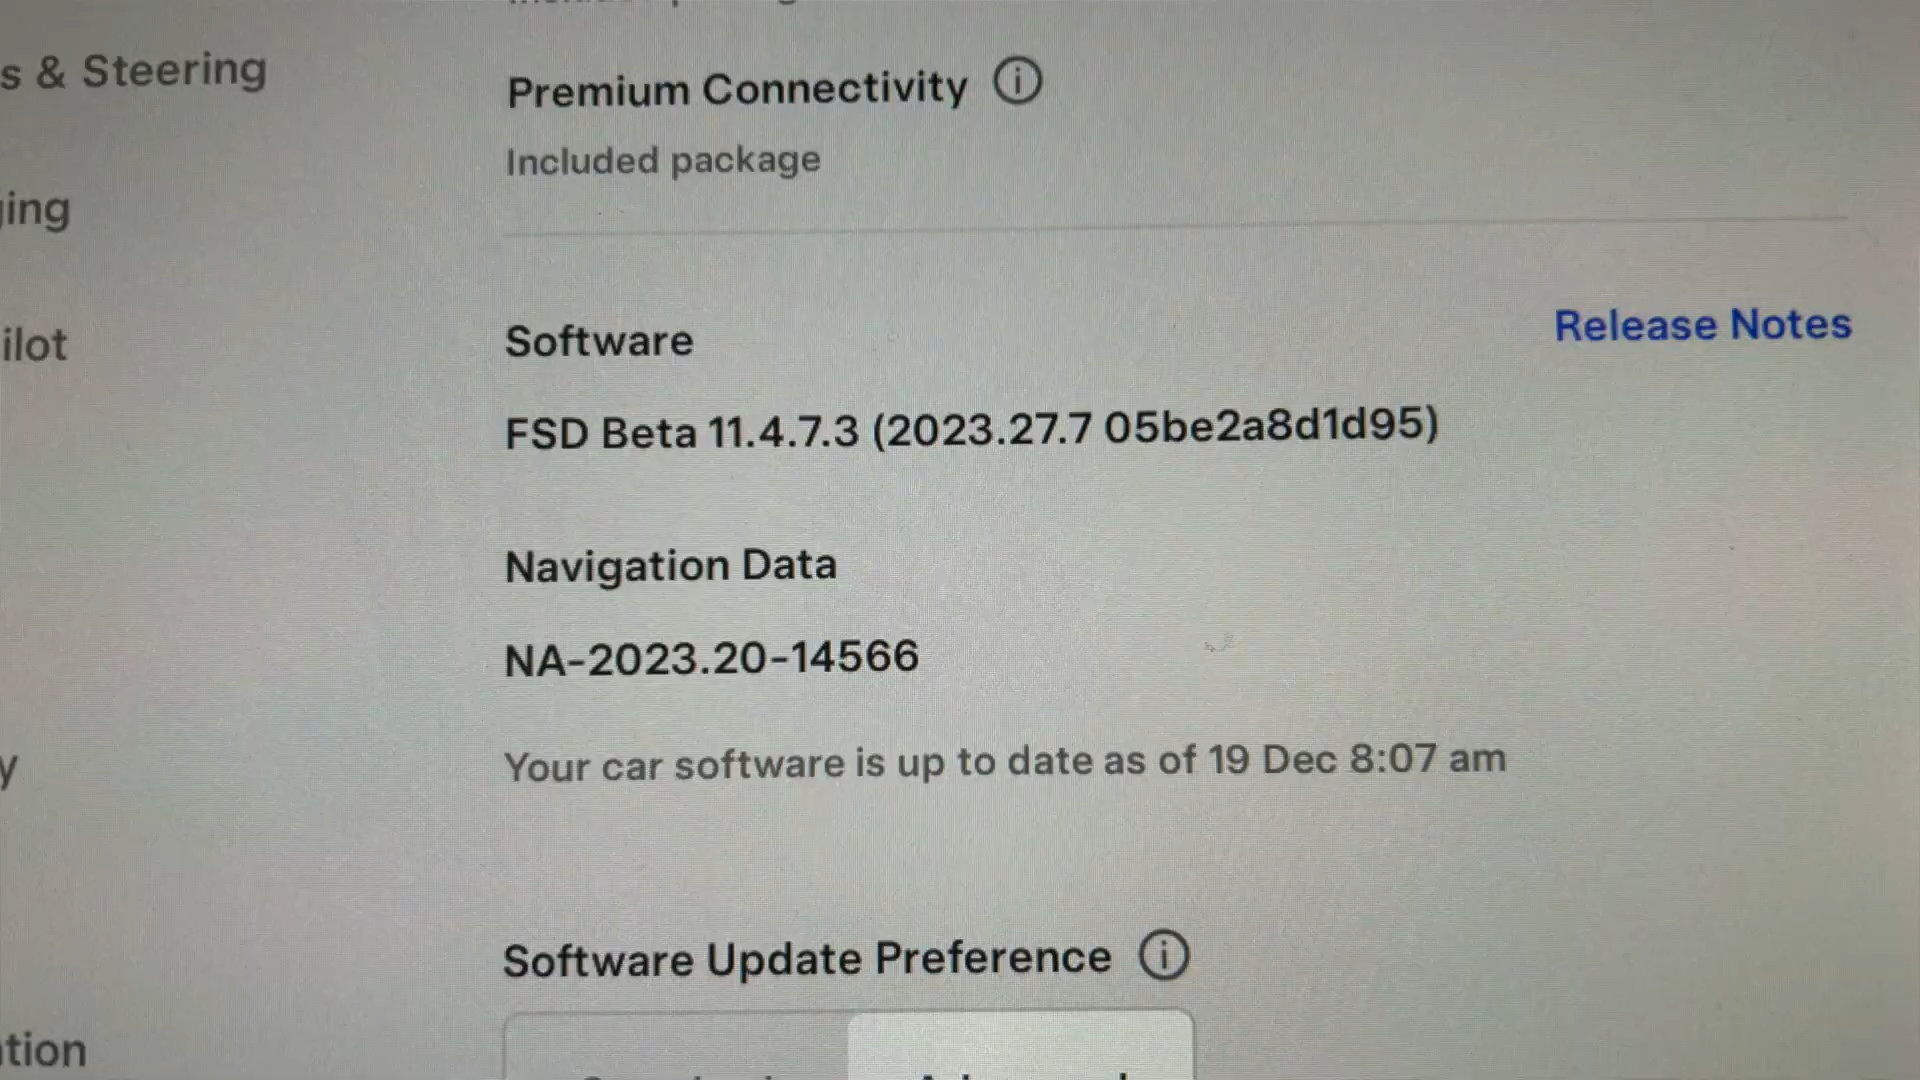 s & Steering
Premium Connectivity
Included package
ging
Software
Release Notes
ilot
FSD Beta 11.4.7.3 (2023.27.7 05be2a8d1d95)
Navigation Data
NA-2023.20-14566
Your car software is up to date as of 19 Dec 8:07 am
y
Software Update Preference
tion